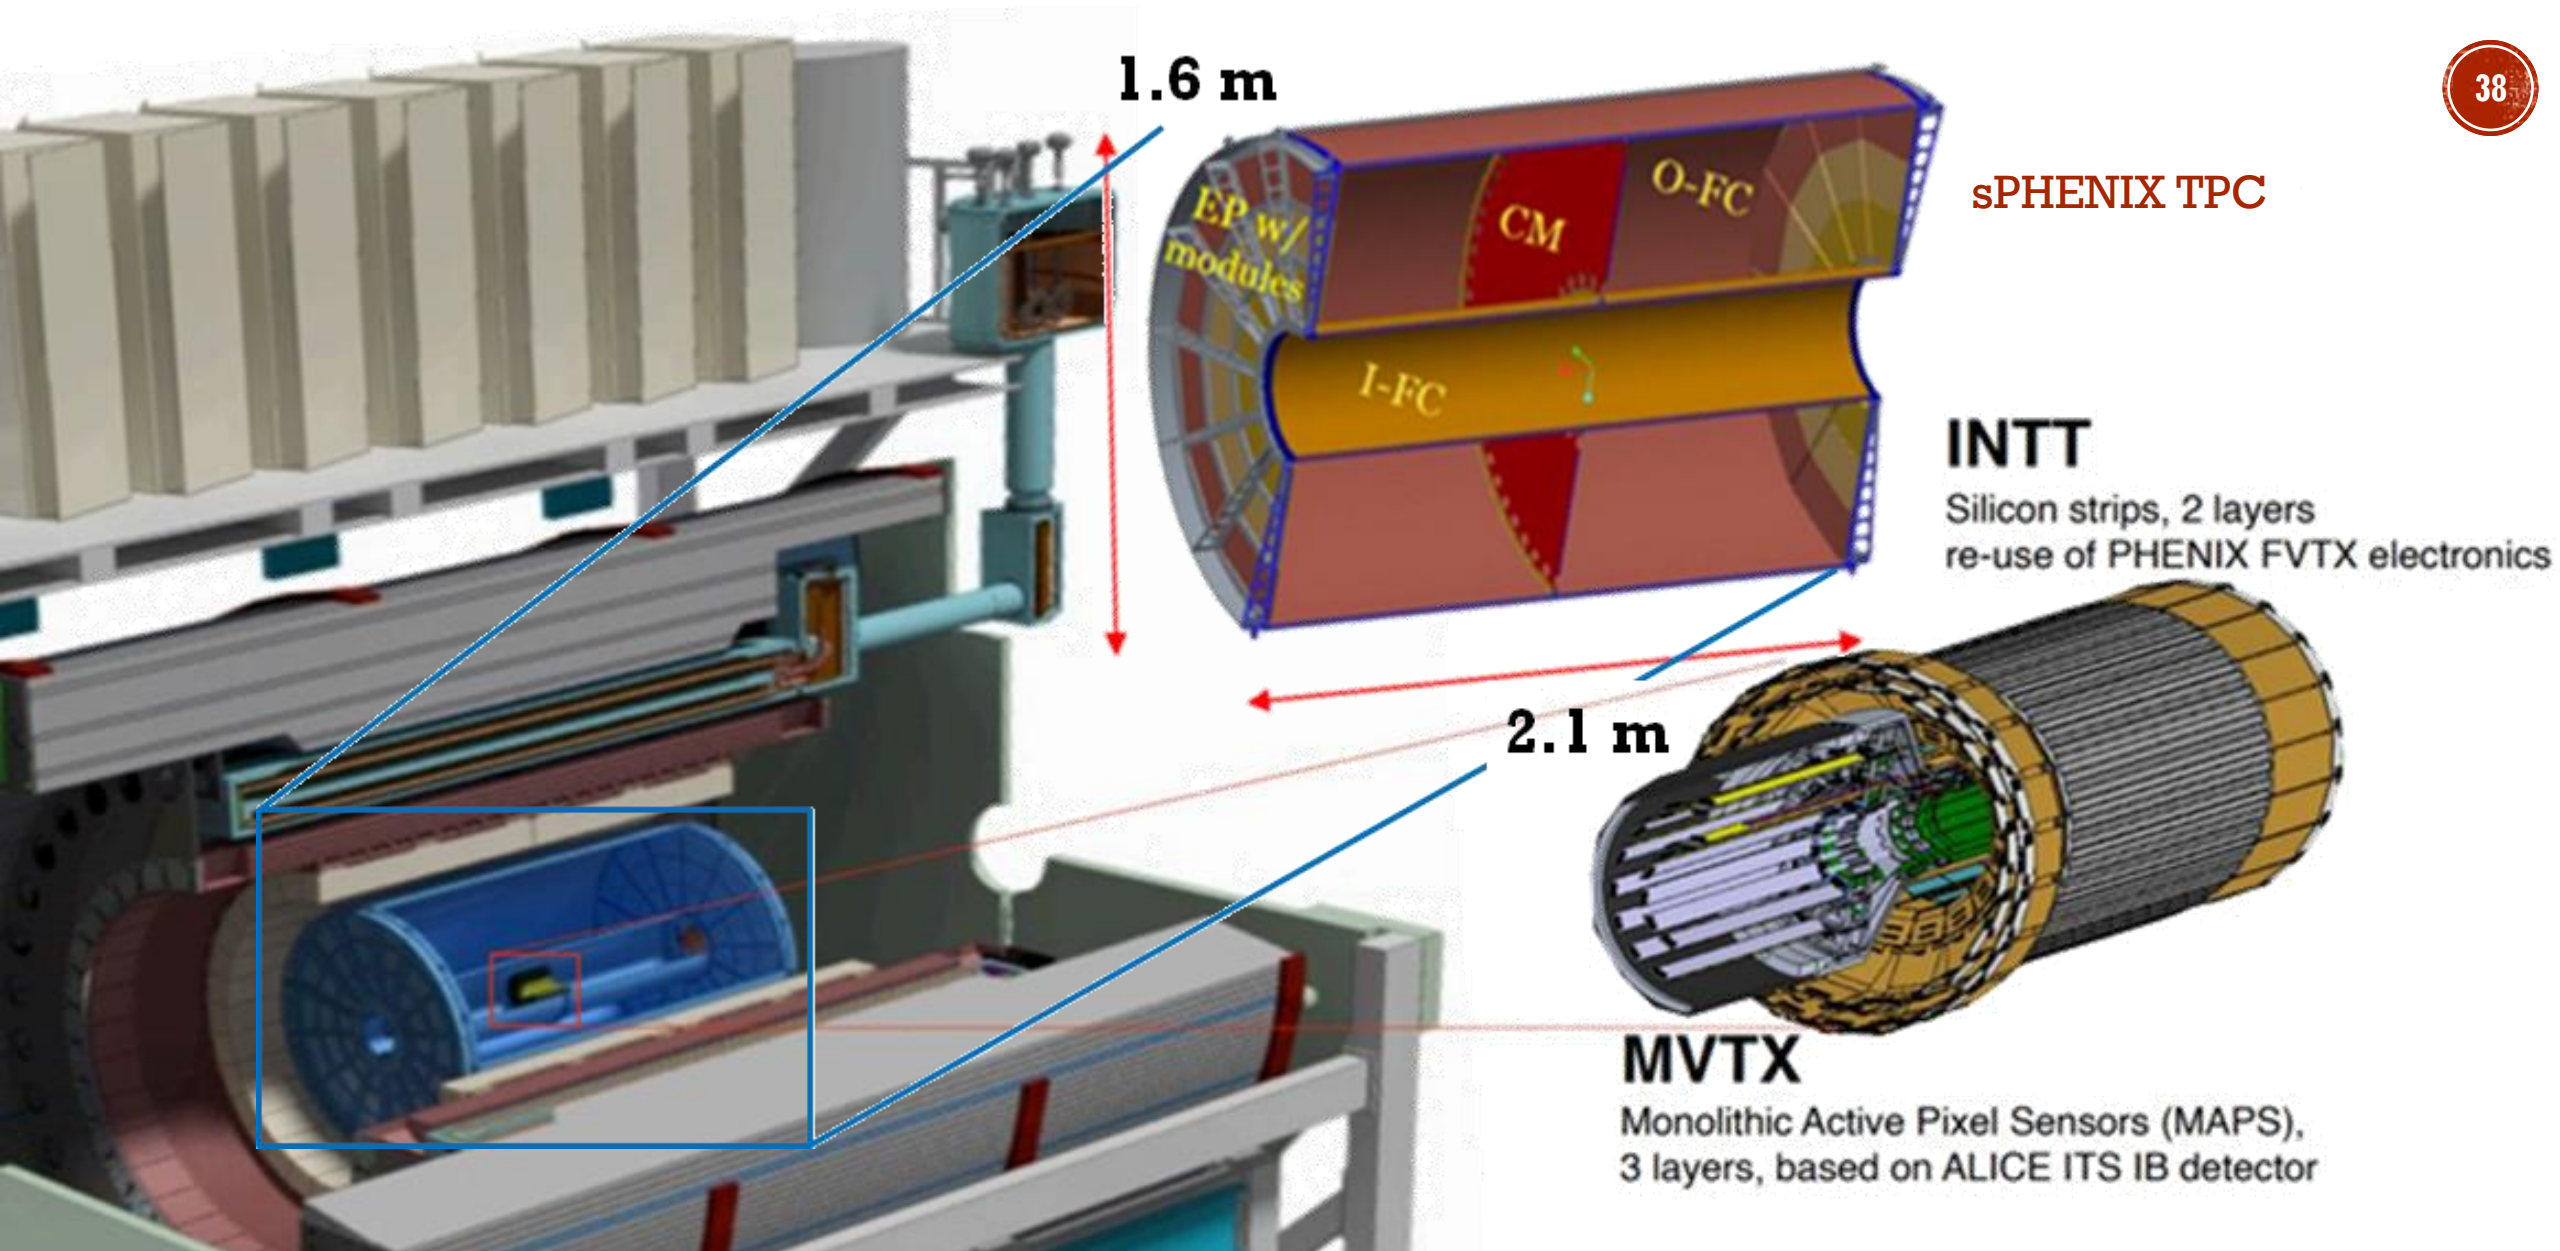 38
sPHENIX TPC
1.6 m
EP w/
modules
CM
O-FC
I-FC
2.1 m
INTT
Silicon strips, 2 layers
re-use of PHENIX FVTX electronics
MVTX
Monolithic Active Pixel Sensors (MAPS),
3 layers, based on ALICE ITS IB detector